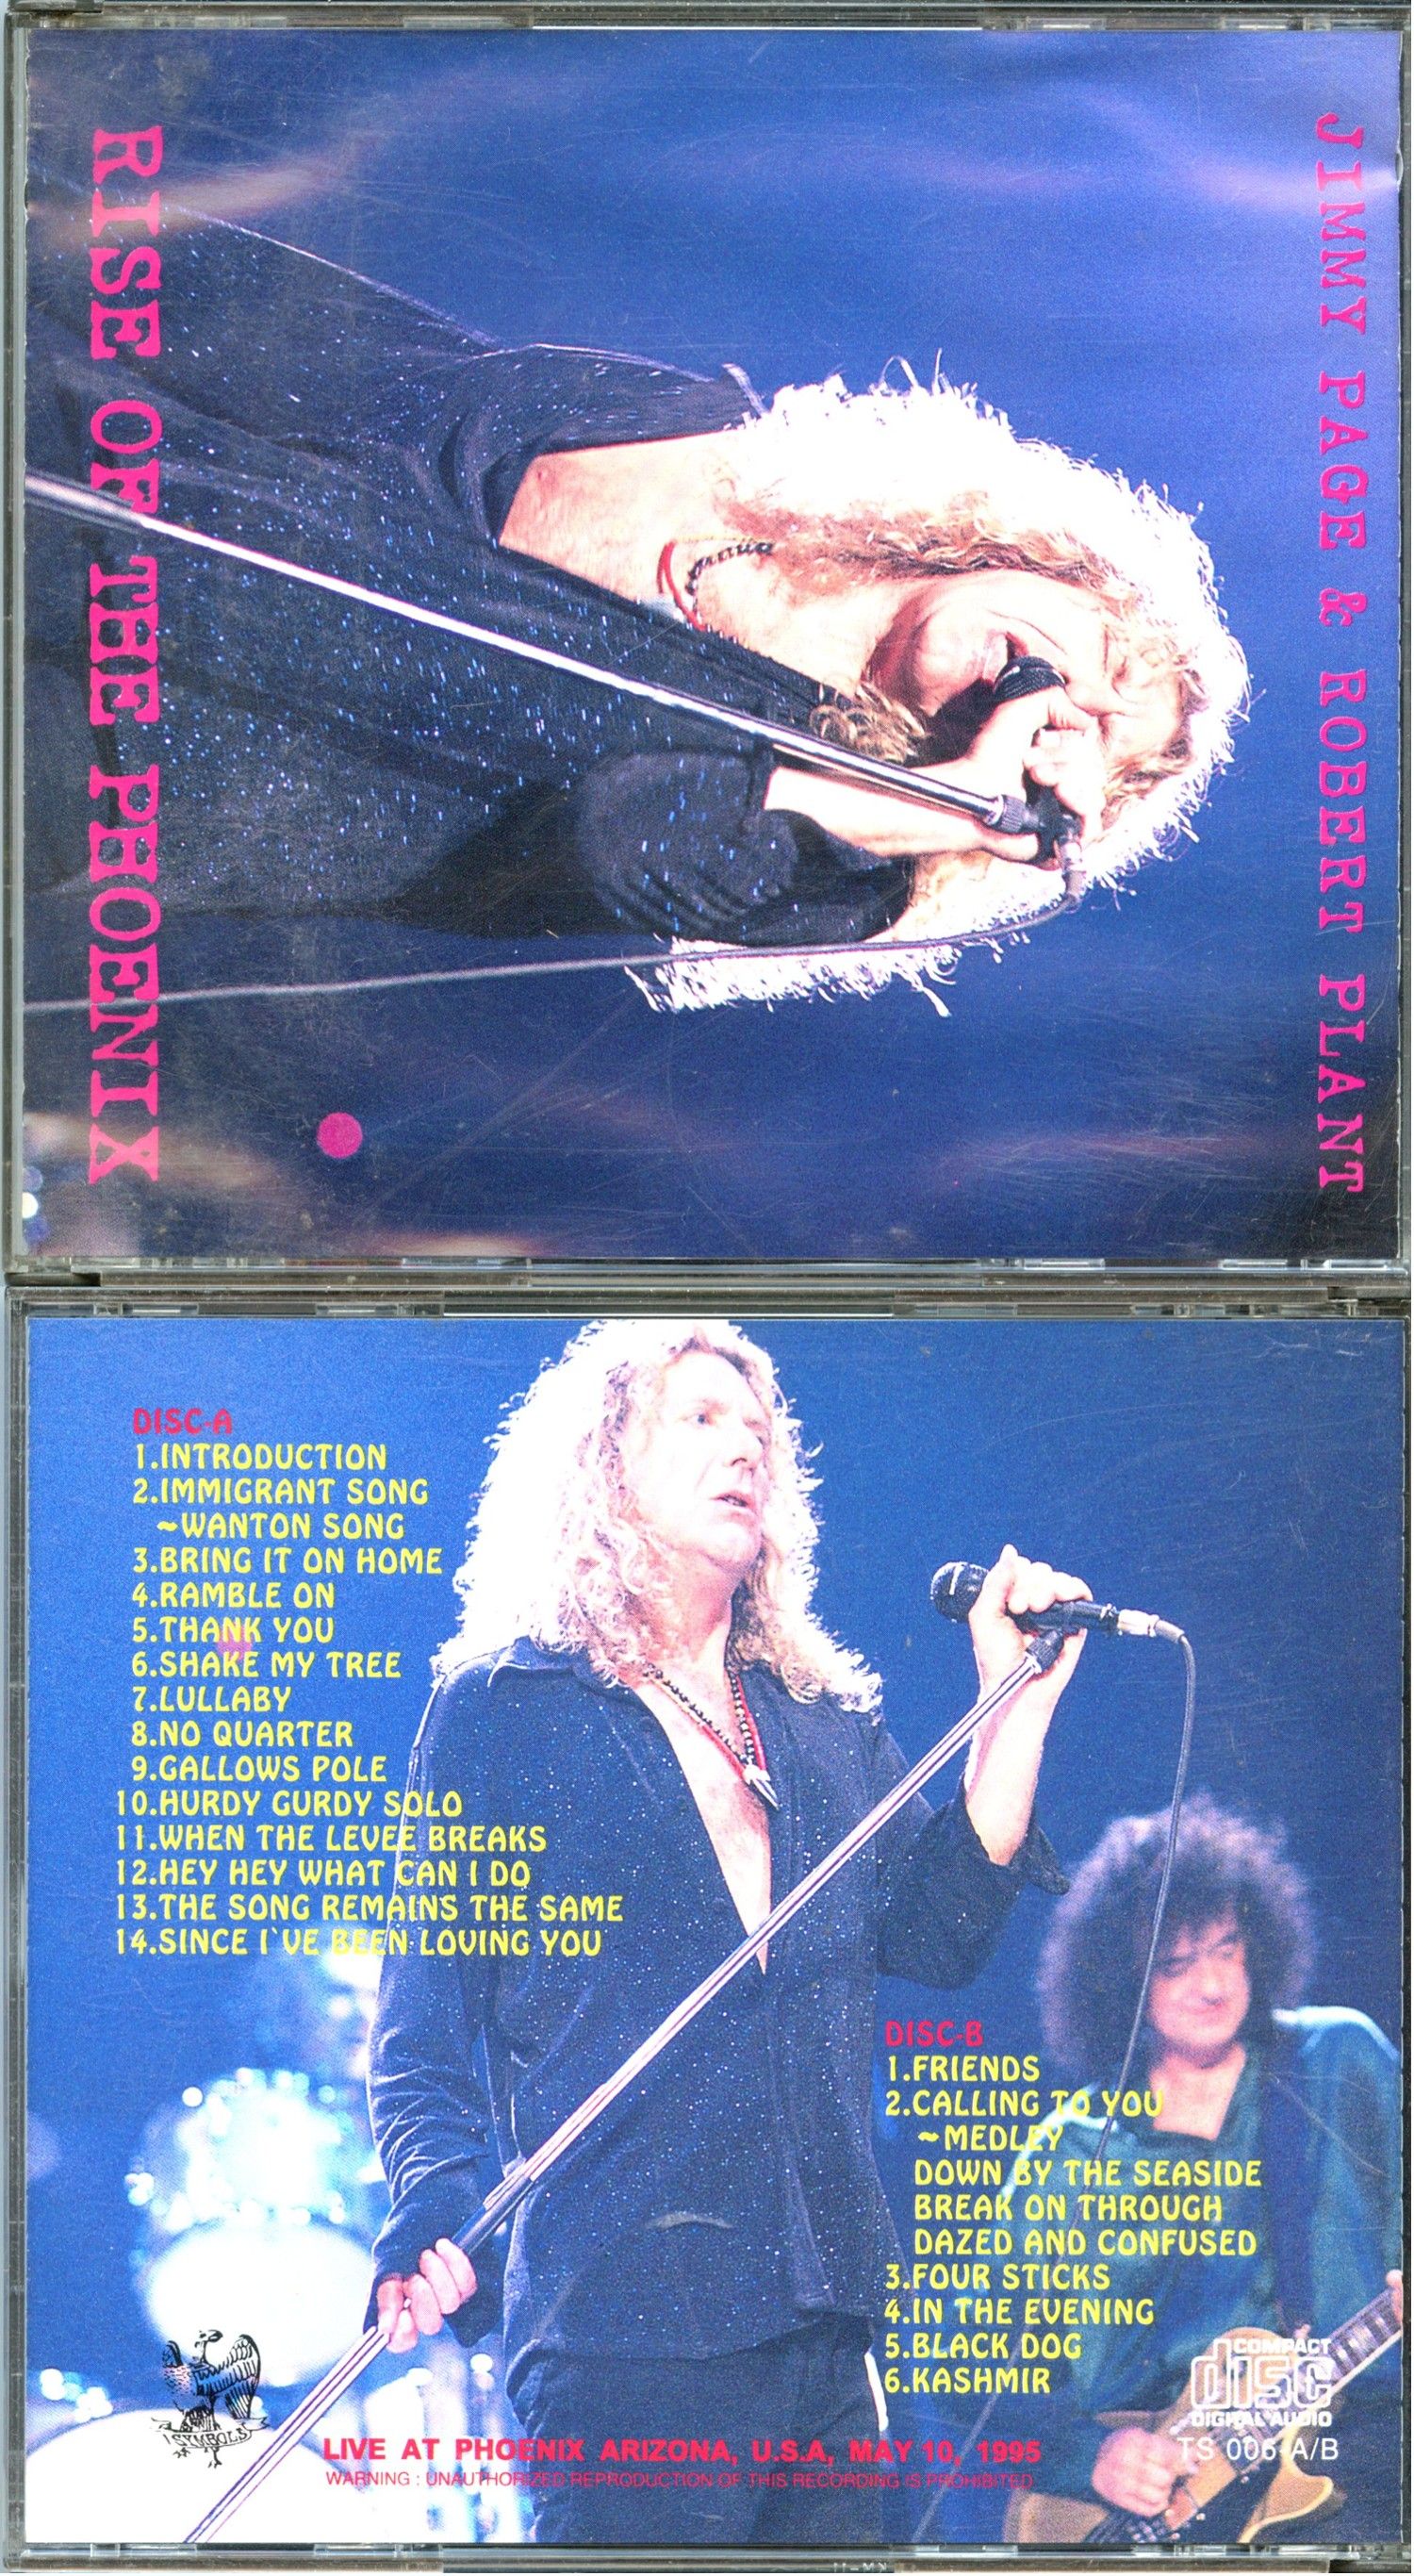 JIMMY PAGE & ROBERT PLANT
RISE OF THE PHOENIX
DISC-A
1.INTRODUCTION
2.IMMIGRANT SONG
~WANTON SONG
3.BRING IT ON HOME
4.RAMBLE ON
5.THANK YOU
6.SHAKE MY TREE
7.LULLABY
8.NO QUARTER
9.GALLOWS POLE
10.HURDY GURDY SOLO
11.WHEN THE LEVEE BREAKS
12.HEY HEY WHAT CAN I DO
13.THE SONG REMAINS THE SAME
14.SINCE I`VE BEEN LOVING YOU
DISC-B
1.FRIENDS
2.CALLING TO YOU
~MEDLEY
DOWN BY THE SEASIDE
BREAK ON THROUGH
DAZED AND CONFUSED
3.FOUR STICKS
4.IN THE EVENING
5.BLACK DOG
6.KASHMIR
SYMBOLS
COMPACT
disc
DIGITAL AUDIO
TS 006-A/B
LIVE AT PHOENIX ARIZONA, U.S.A, MAY 10, 1995
WARNING : UNAUTHORIZED REPRODUCTION OF THIS RECORDING IS PROHIBITED